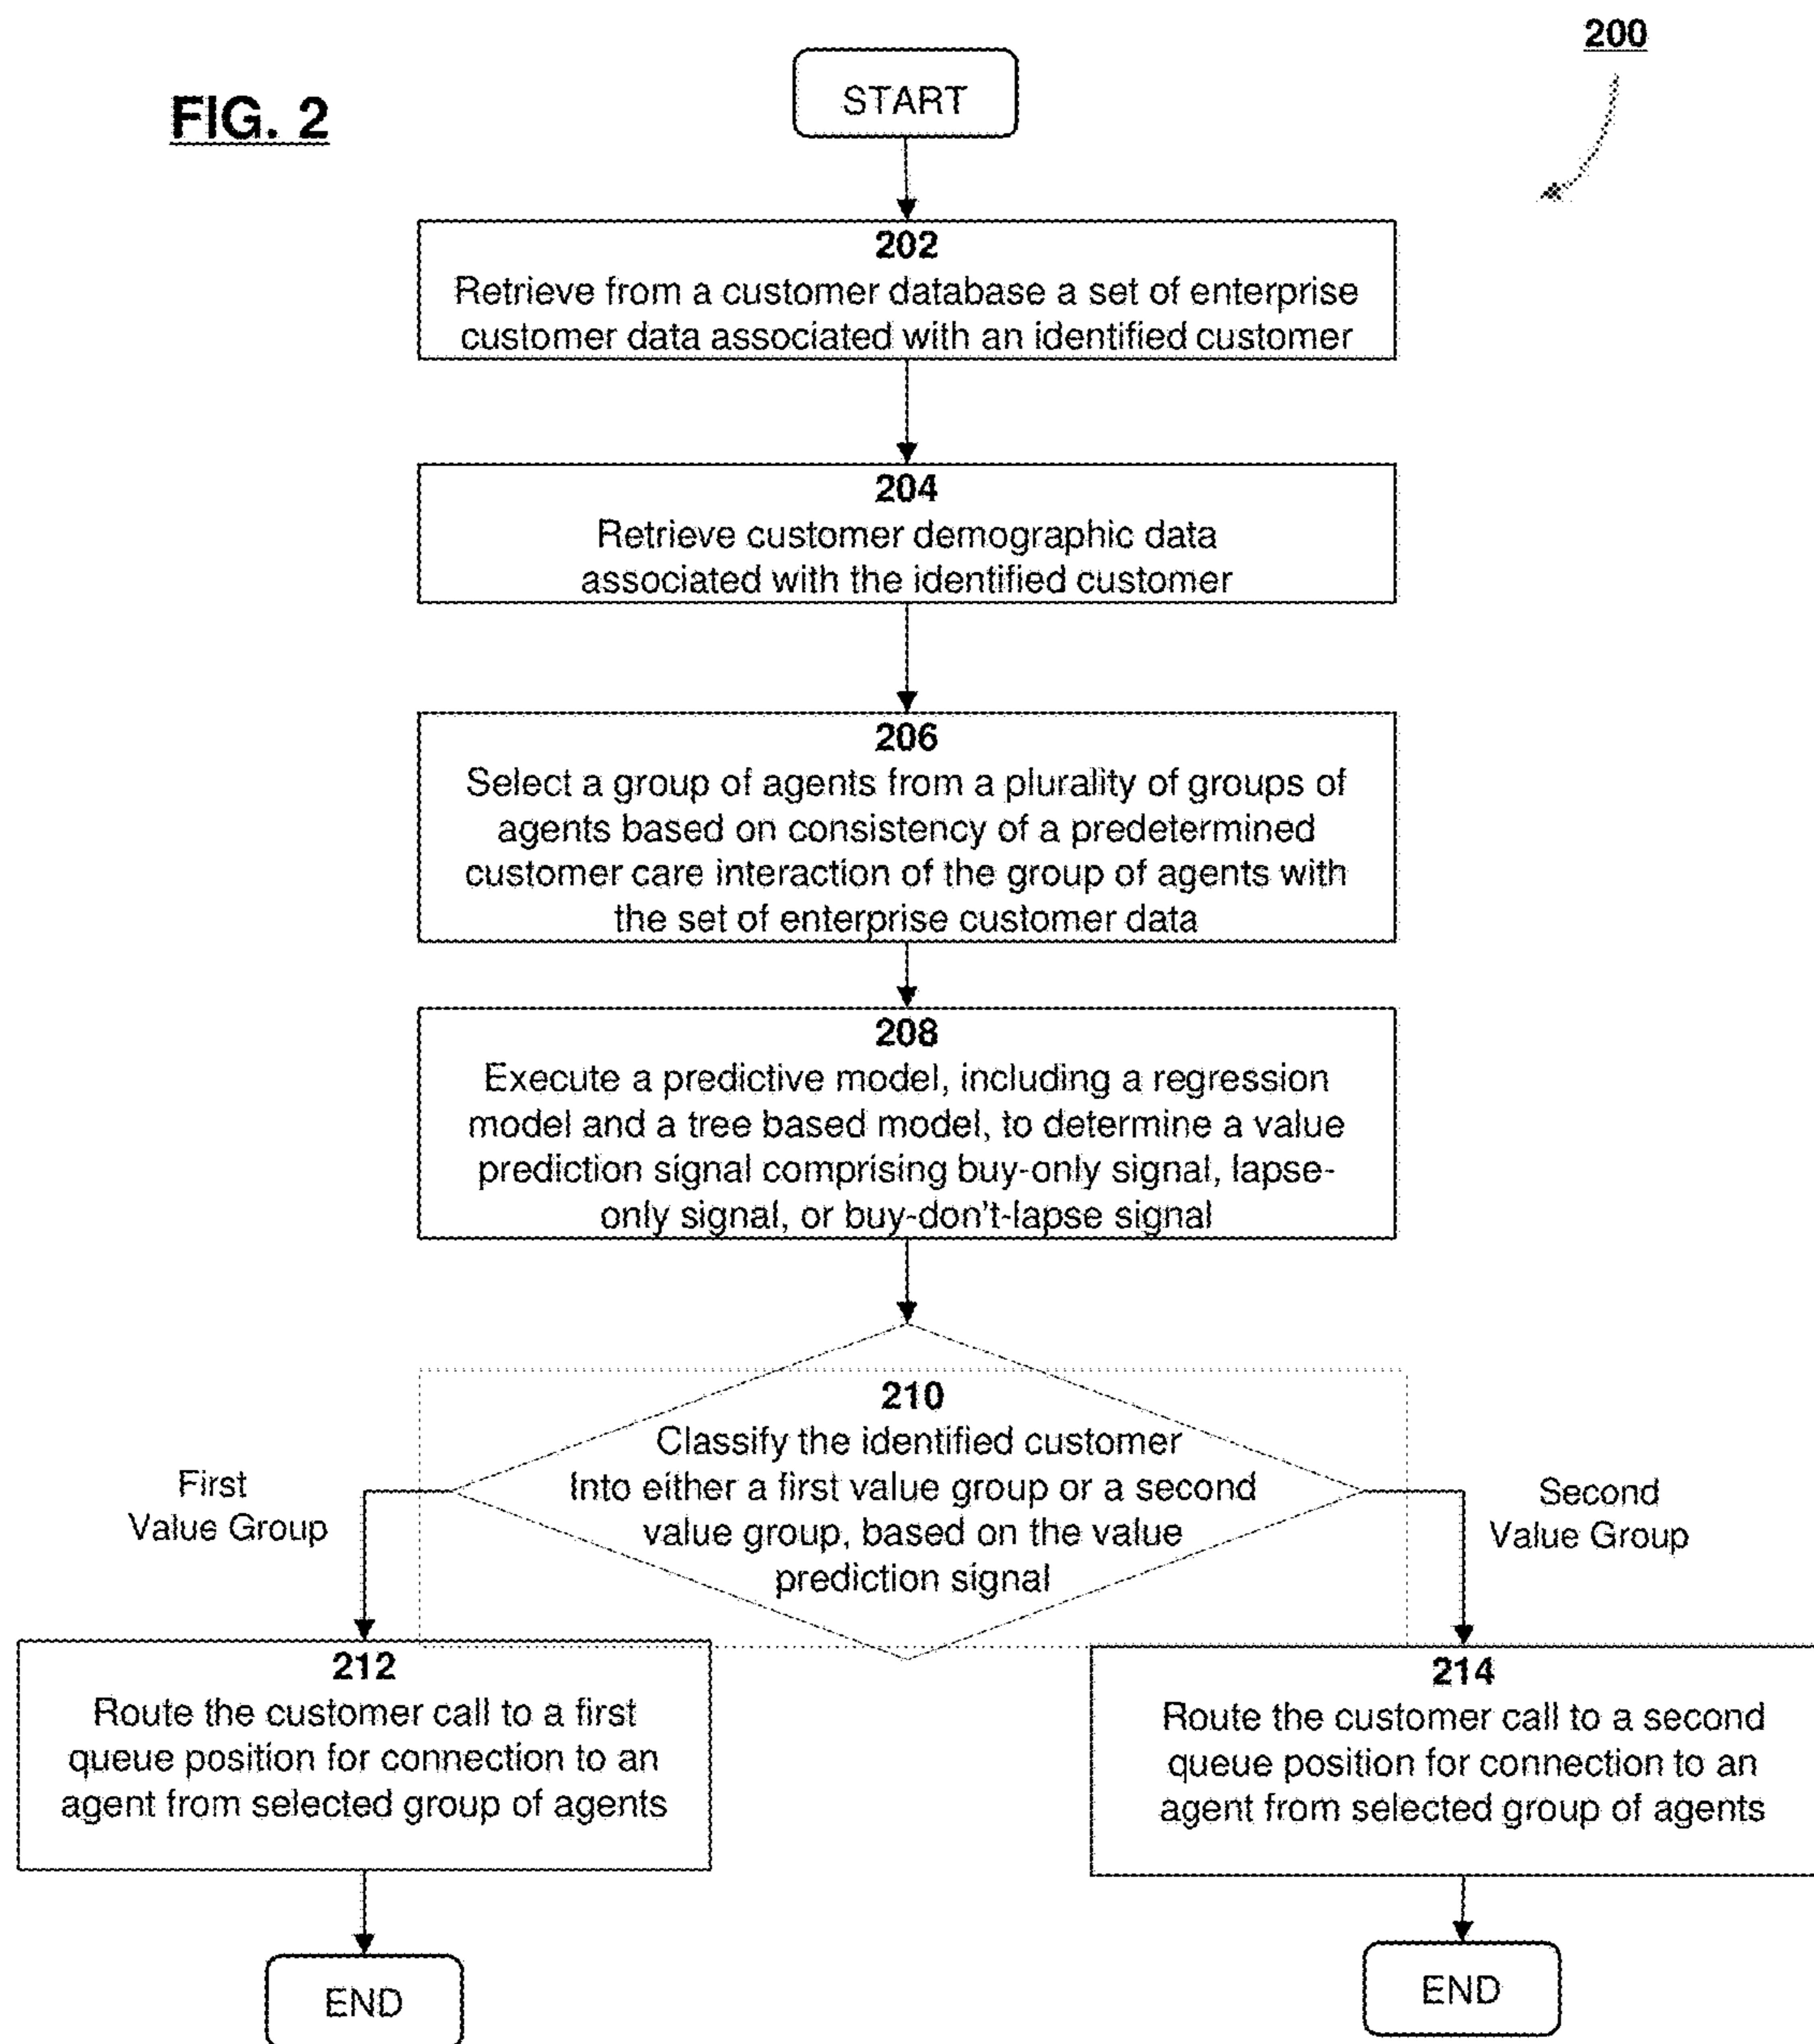 200
FIG. 2
START
202
Retrieve from a customer database a set of enterprise
customer data associated with an identified customer
204
Retrieve customer demographic data
associated with the identified customer
206
Select a group of agents from a plurality of groups of
agents based on consistency of a predetermined
customer care interaction of the group of agents with
the set of enterprise customer data
208
Execute a predictive model, including a regression
model and a tree based model, to determine a value
prediction signal comprising buy-only signal, lapse-
only signal, or buy-don't-lapse signal
210
Classify the identified customer
Into either a first value group or a second
value group, based on the value
prediction signal
First
Value Group
Second
Value Group
212
Route the customer call to a first
queue position for connection to an
agent from selected group of agents
214
Route the customer call to a second
queue position for connection to an
agent from selected group of agents
END
END